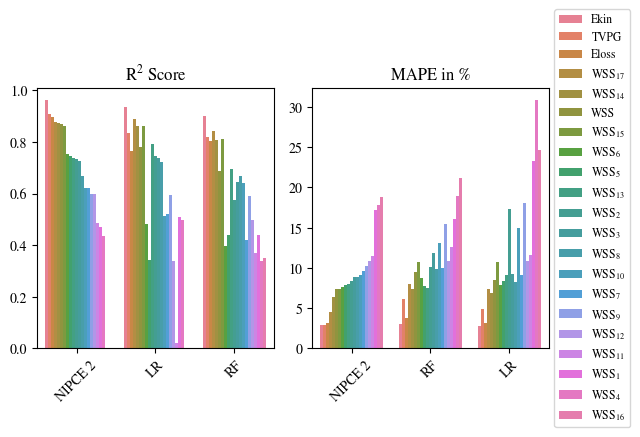 R² Score
1.0
0.8
0.6
0.4
0.2
0.0
NIPCE 2
LR
RF
MAPE in %
30
25
20
15
10
5
0
NIPCE 2
RF
LR
Ekin
TVPG
Eloss
WSS₁₇
WSS₁₄
WSS
WSS₁₅
WSS₆
WSS₅
WSS₁₃
WSS₂
WSS₃
WSS₈
WSS₁₀
WSS₇
WSS₉
WSS₁₂
WSS₁₁
WSS₁
WSS₄
WSS₁₆